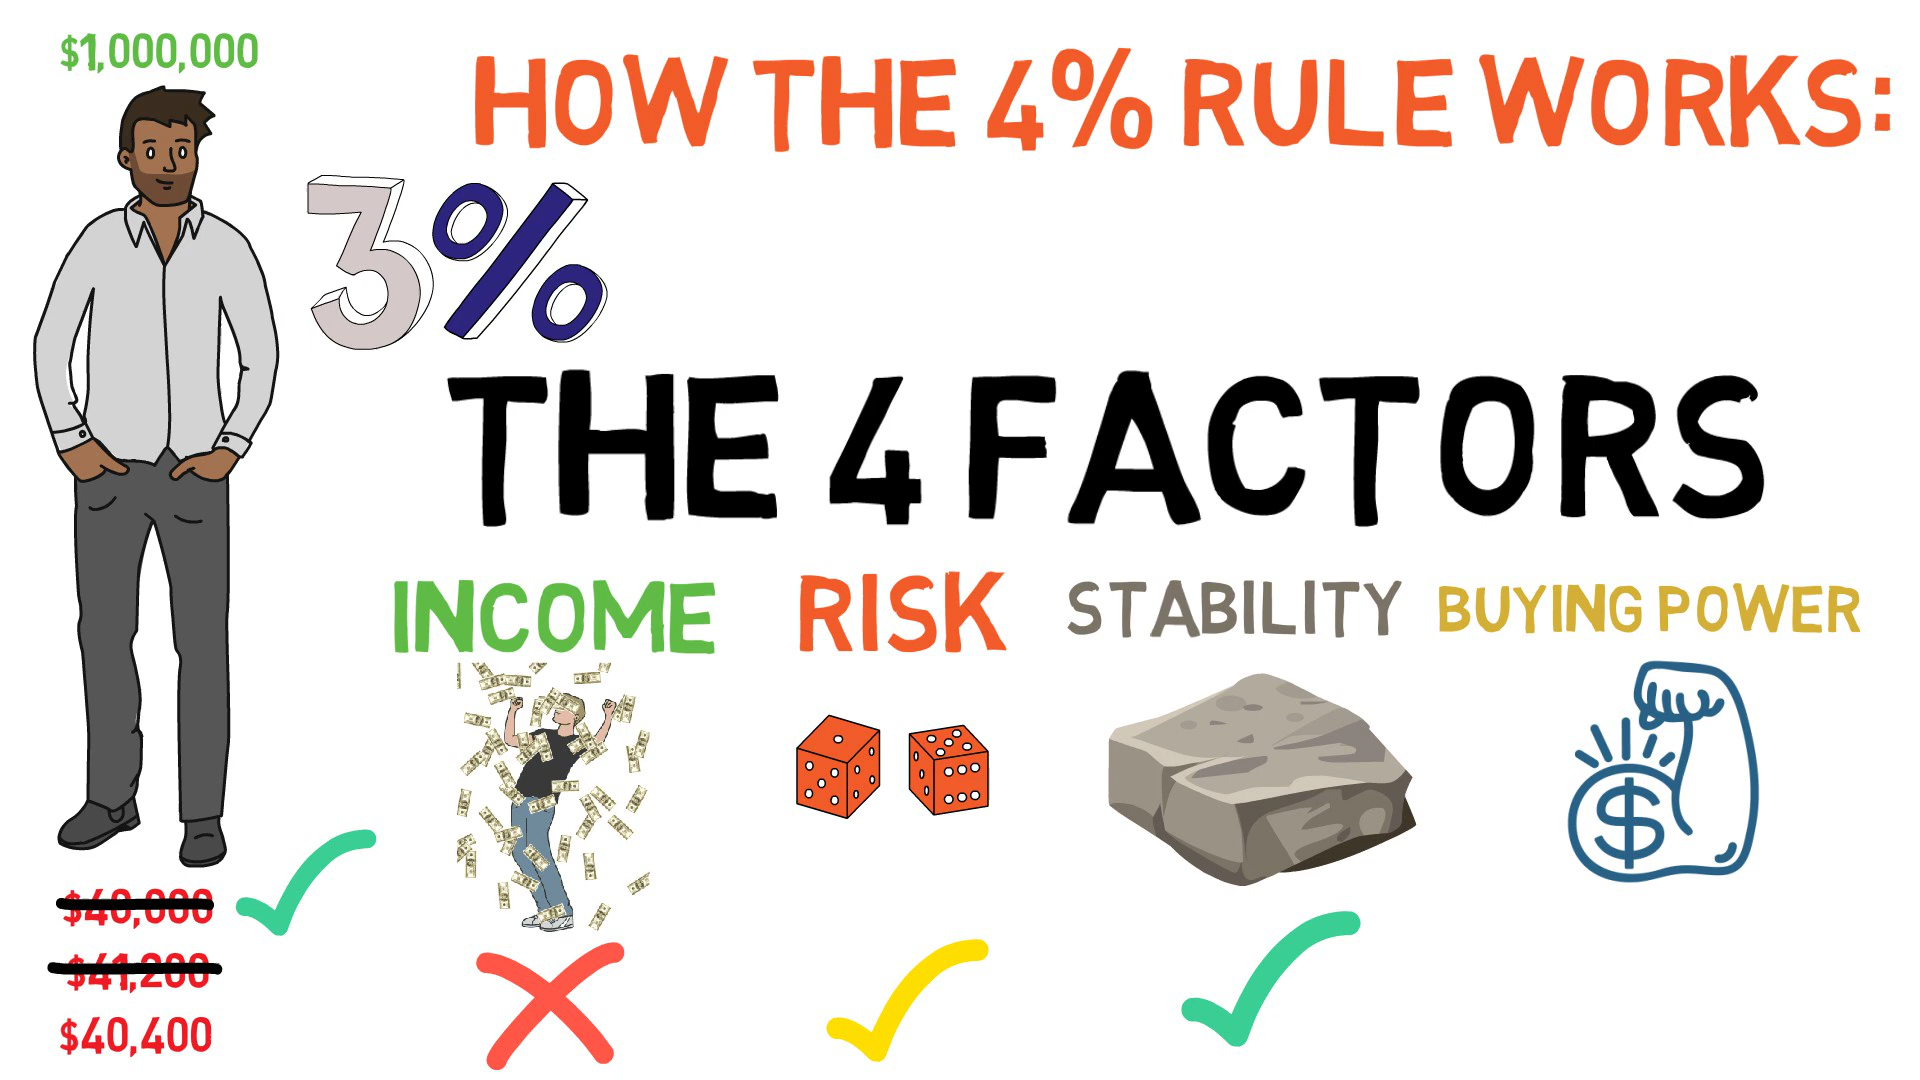 $1,000,000
HOW THE 4% RULE WORKS:
3%
THE 4 FACTORS
INCOME RISK STABILITY BUYING POWER
$
$40,000
$41,200
$40,400